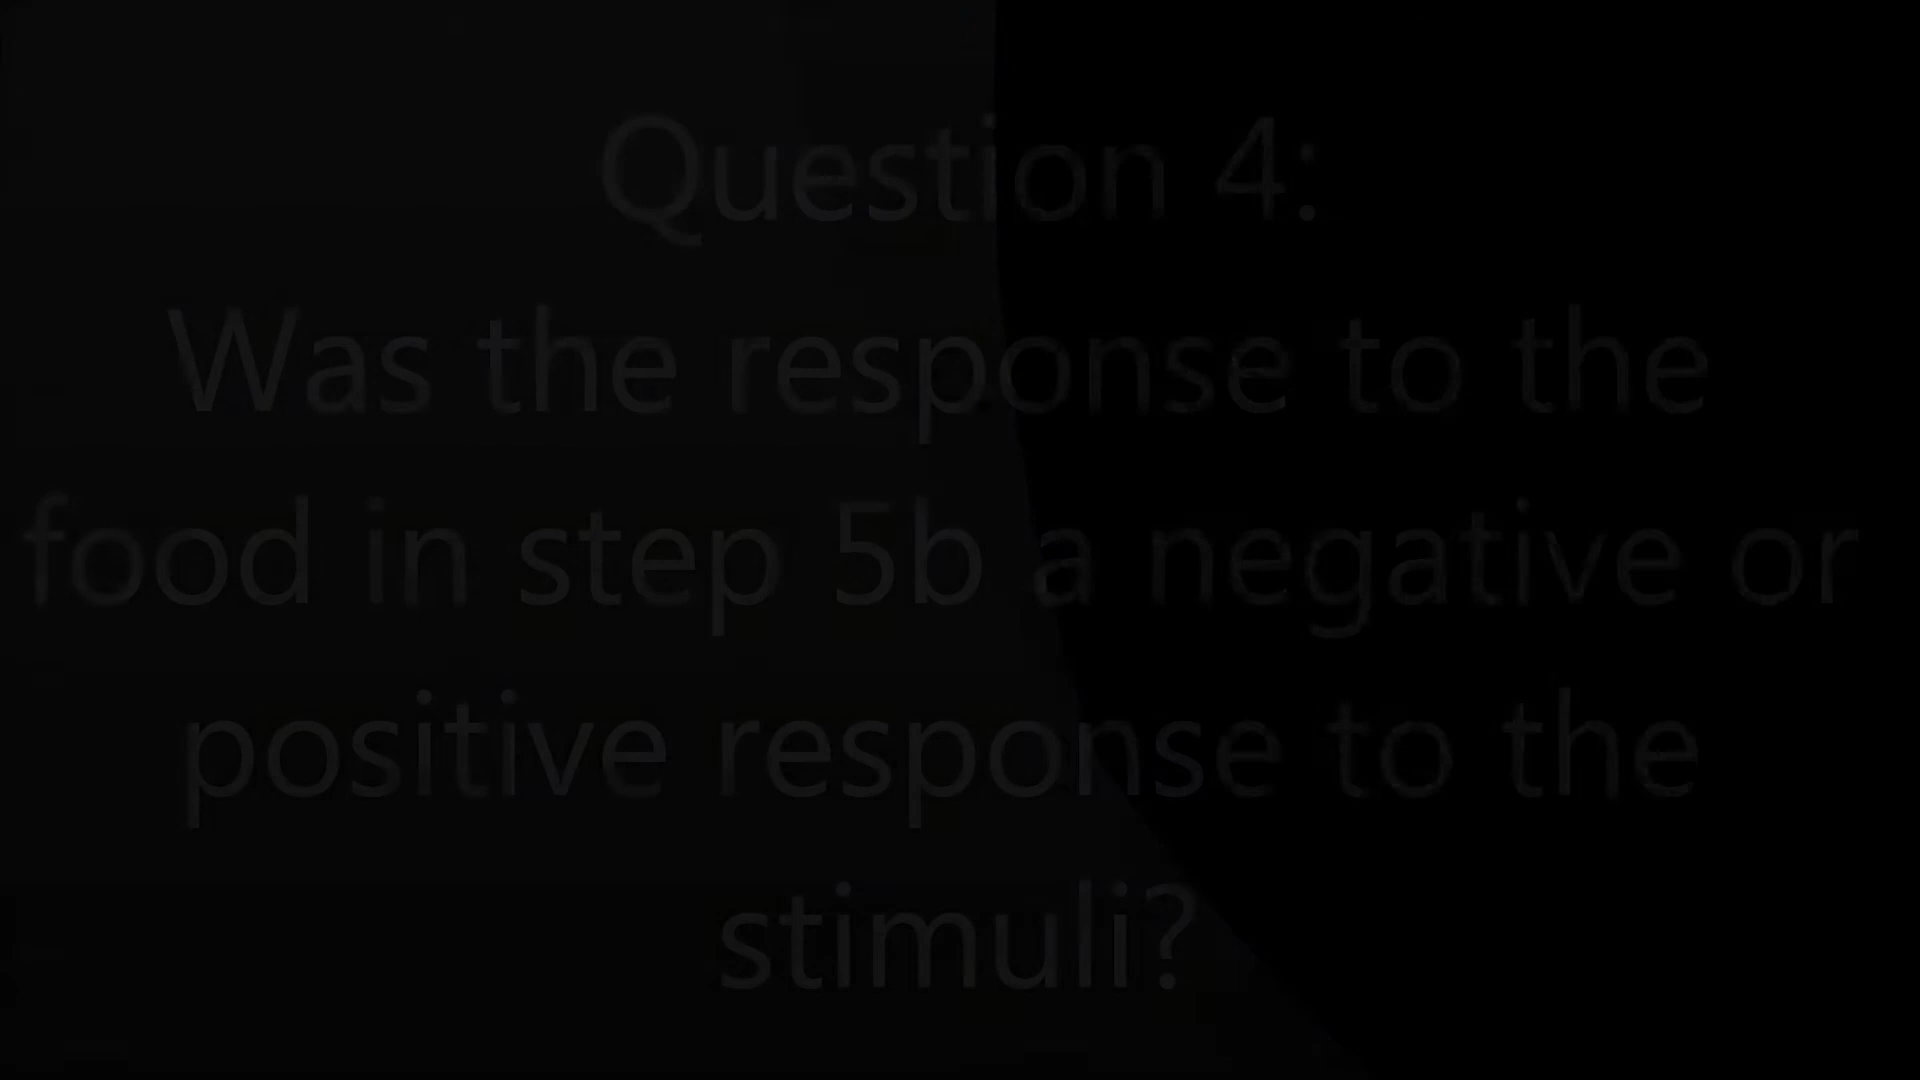 Question 4:
Was the response to the
food in step 5b a negative or
positive response to the
stimuli?